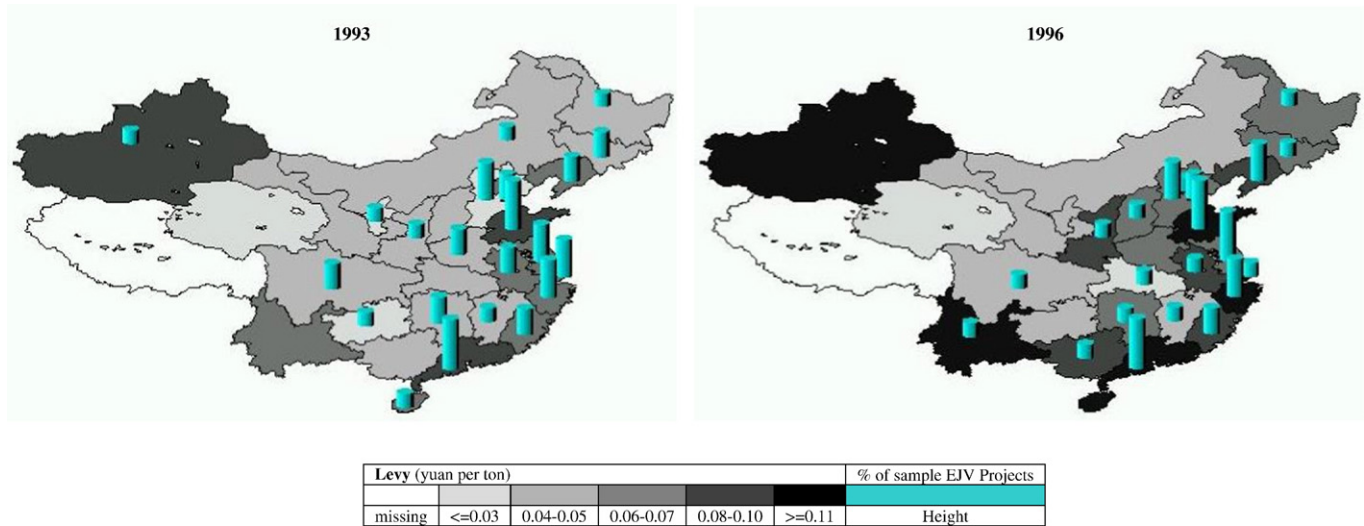 1993
1996
Levy (yuan per ton)
% of sample EJV Projects
missing <=0.03 0.04-0.05 0.06-0.07 0.08-0.10 >=0.11 Height